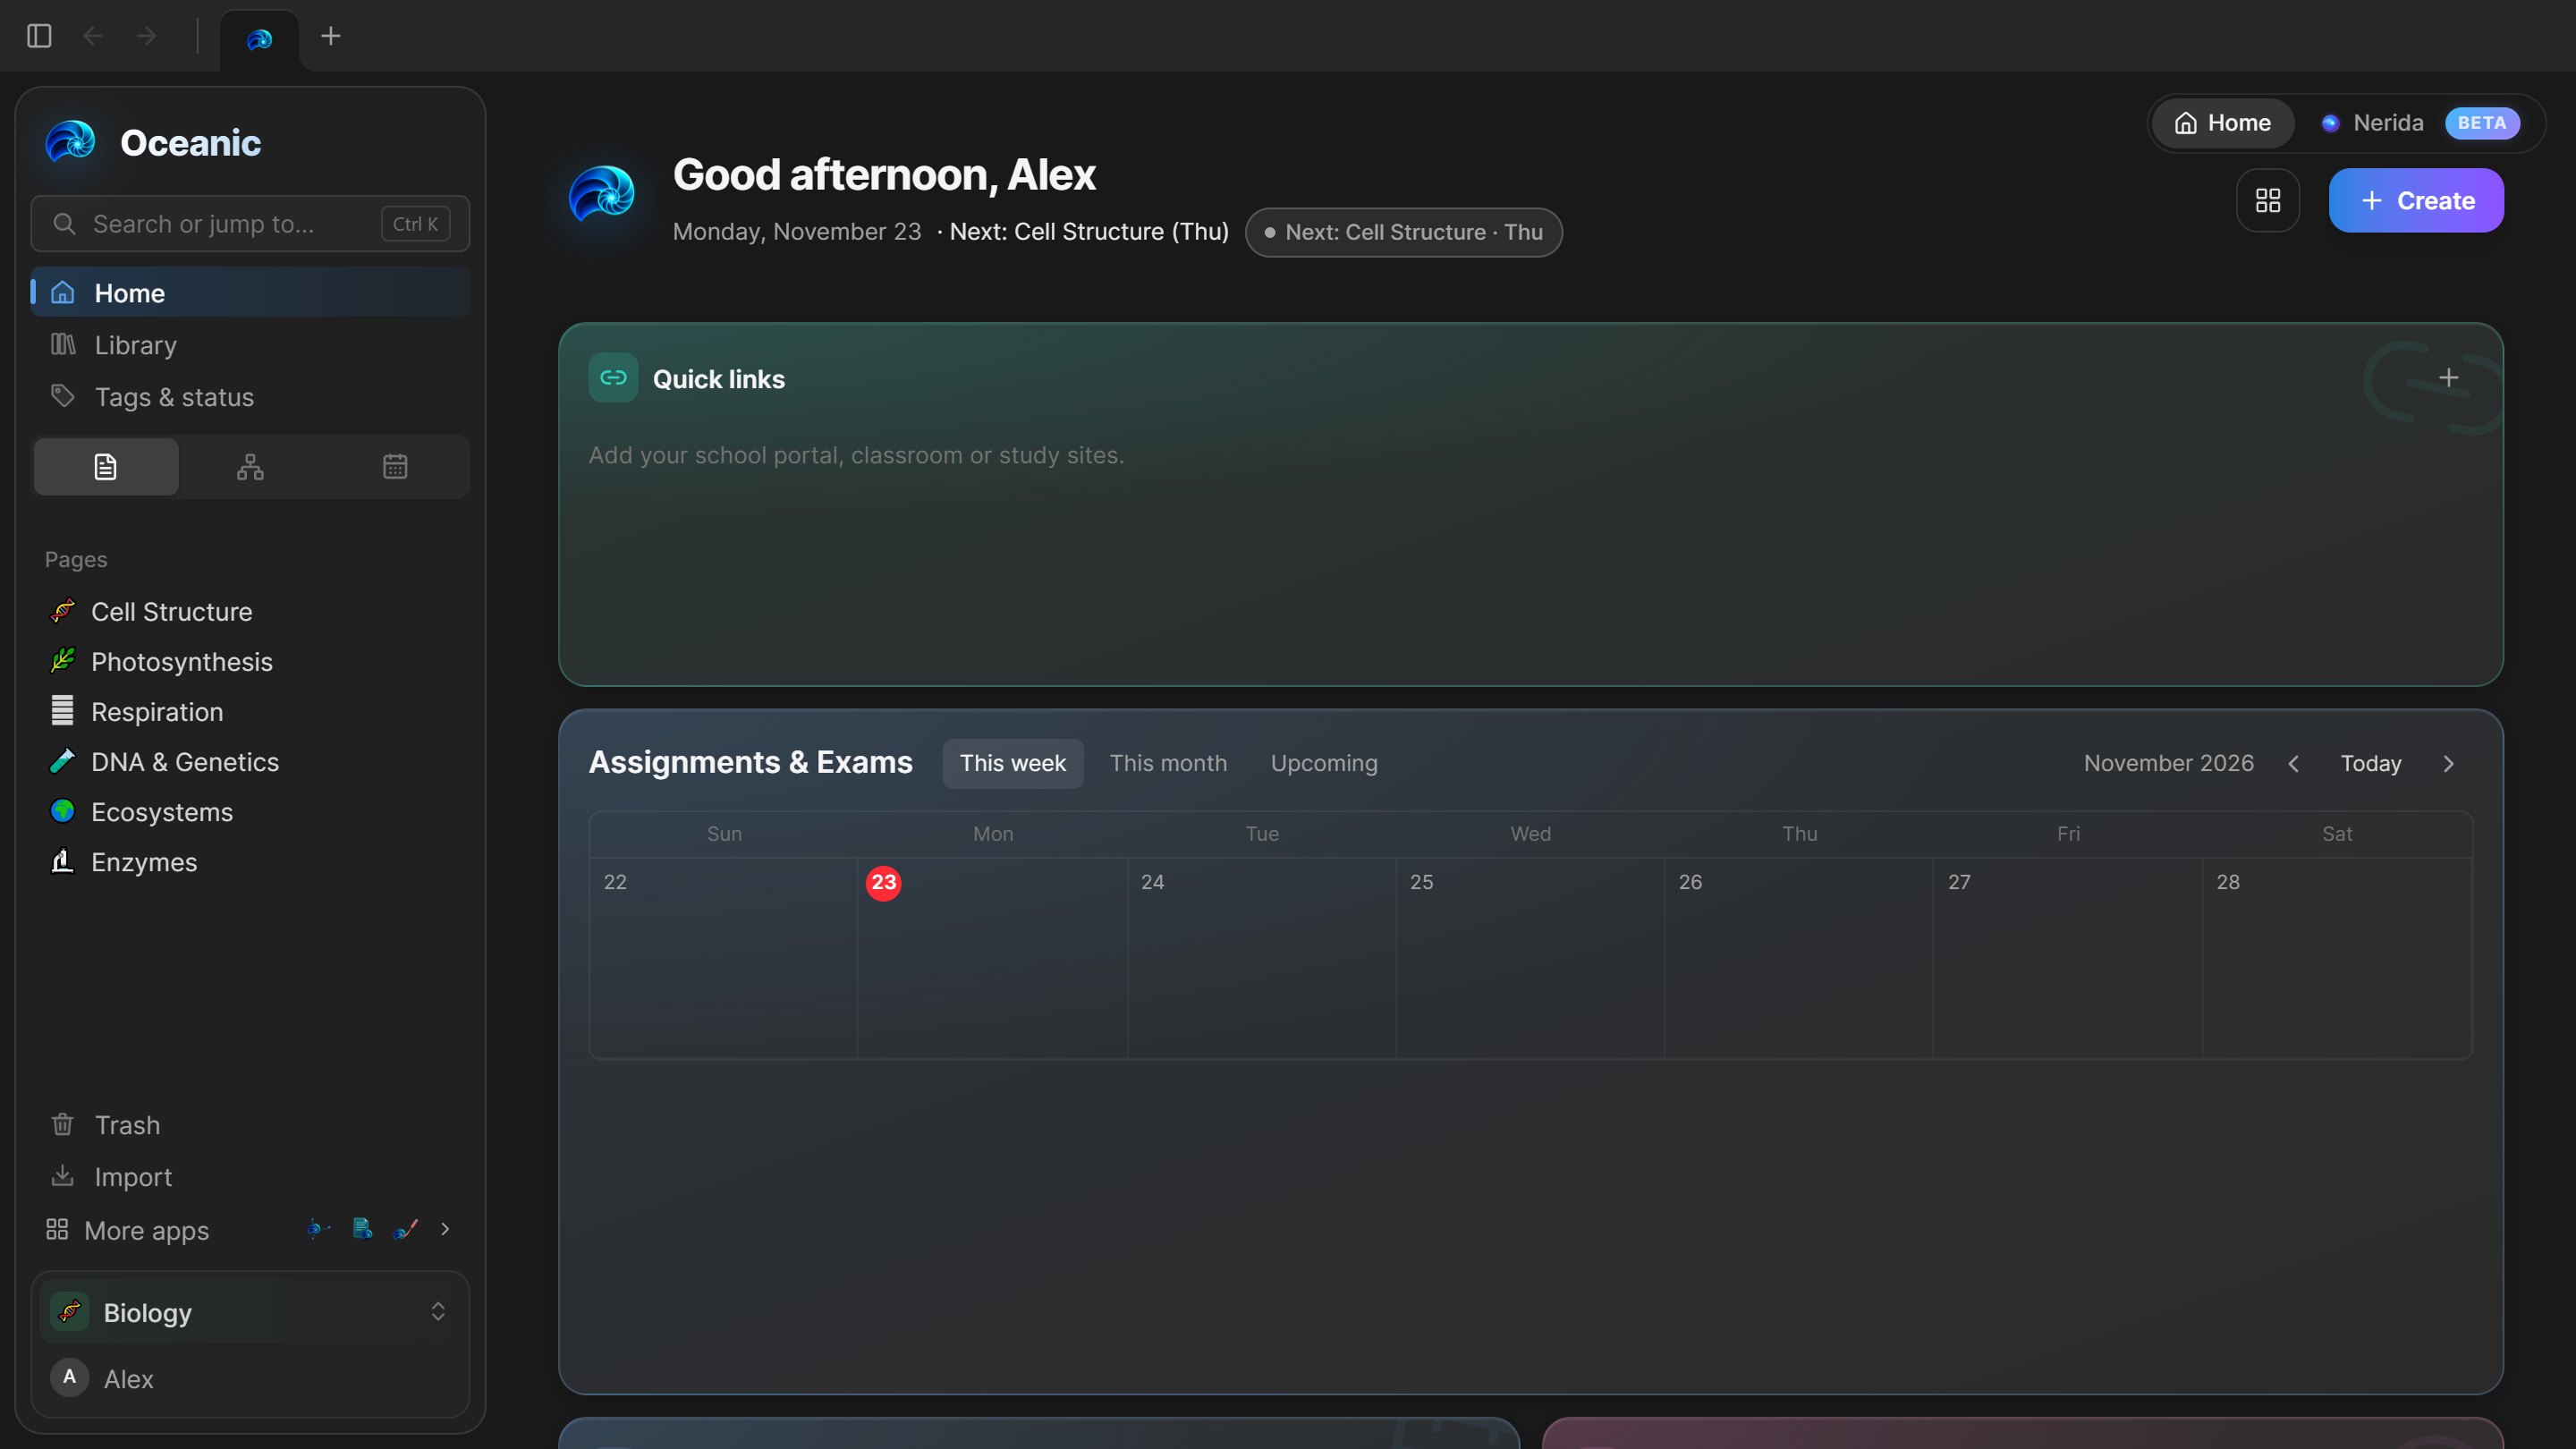 Oceanic
Search or jump to...
Ctrl K
Home
Library
Tags & status
Pages
Cell Structure
Photosynthesis
Respiration
DNA & Genetics
Ecosystems
Enzymes
Trash
Import
More apps
Biology
A
Alex
Home
Nerida
BETA
Good afternoon, Alex
Monday, November 23 · Next: Cell Structure (Thu)
Next: Cell Structure · Thu
Create
Quick links
Add your school portal, classroom or study sites.
Assignments & Exams
This week
This month
Upcoming
November 2026
Today
Sun Mon Tue Wed Thu Fri Sat
22 23 24 25 26 27 28